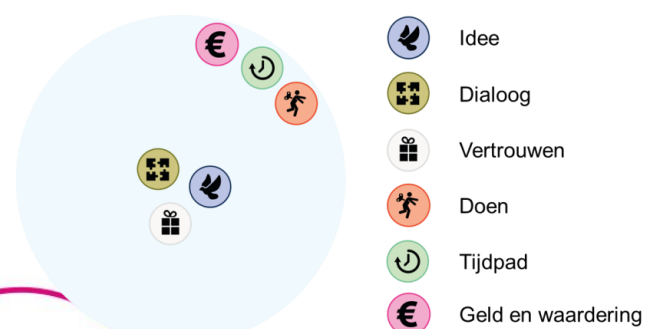 €
Idee
Dialoog
Vertrouwen
Doen
Tijdpad
€ Geld en waardering